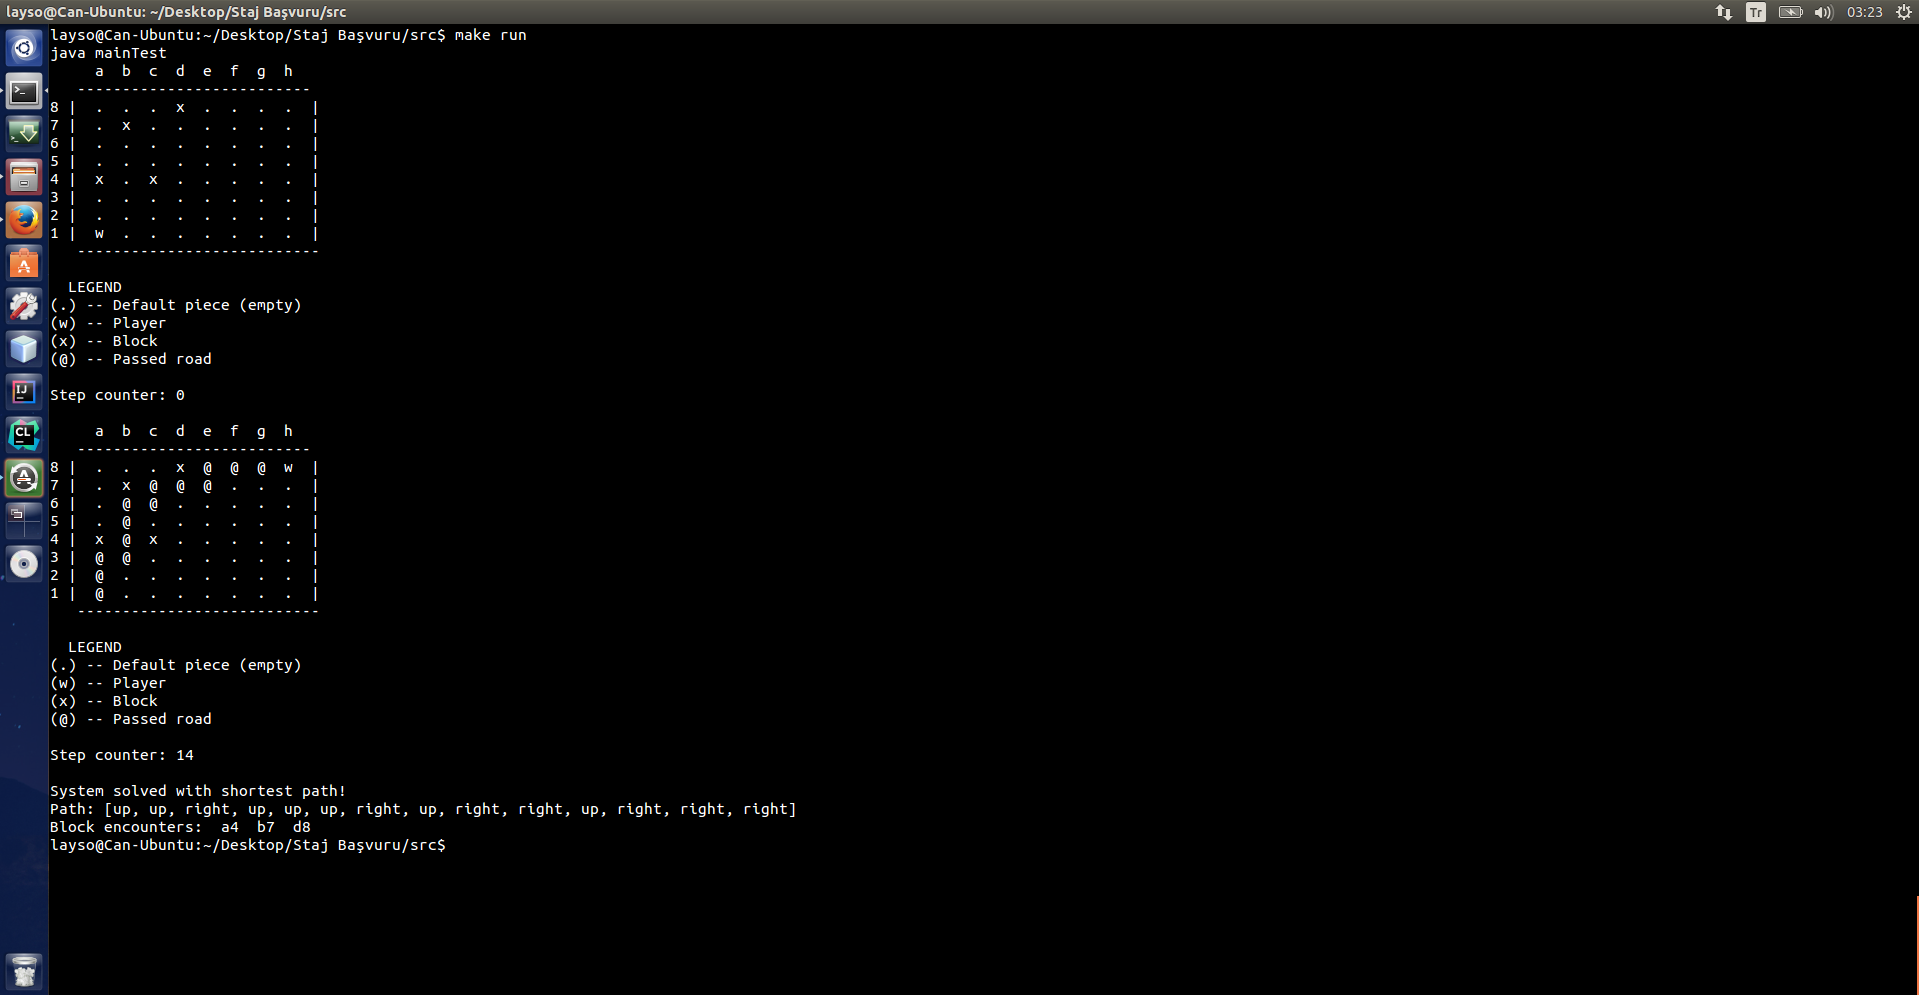 layso@Can-Ubuntu: ~/Desktop/Staj Başvuru/src
Tr
03:23
layso@Can-Ubuntu:~/Desktop/Staj Başvuru/src$ make run
java mainTest
a b c d e f g h
--------------------------
8 | . . . x . . . . |
7 | . x . . . . . . |
6 | . . . . . . . . |
5 | . . . . . . . . |
4 | x . x . . . . . |
3 | . . . . . . . . |
2 | . . . . . . . . |
1 | w . . . . . . . |
---------------------------
LEGEND
(.) -- Default piece (empty)
(w) -- Player
(x) -- Block
(@) -- Passed road
Step counter: 0
a b c d e f g h
--------------------------
8 | . . . x @ @ @ w |
7 | . x @ @ @ . . . |
6 | . @ @ . . . . . |
5 | . @ . . . . . . |
4 | x @ x . . . . . |
3 | @ @ . . . . . . |
2 | @ . . . . . . . |
1 | @ . . . . . . . |
---------------------------
LEGEND
(.) -- Default piece (empty)
(w) -- Player
(x) -- Block
(@) -- Passed road
Step counter: 14
System solved with shortest path!
Path: [up, up, right, up, up, up, right, up, right, right, up, right, right, right]
Block encounters:  a4  b7  d8
layso@Can-Ubuntu:~/Desktop/Staj Başvuru/src$
IJ
CL